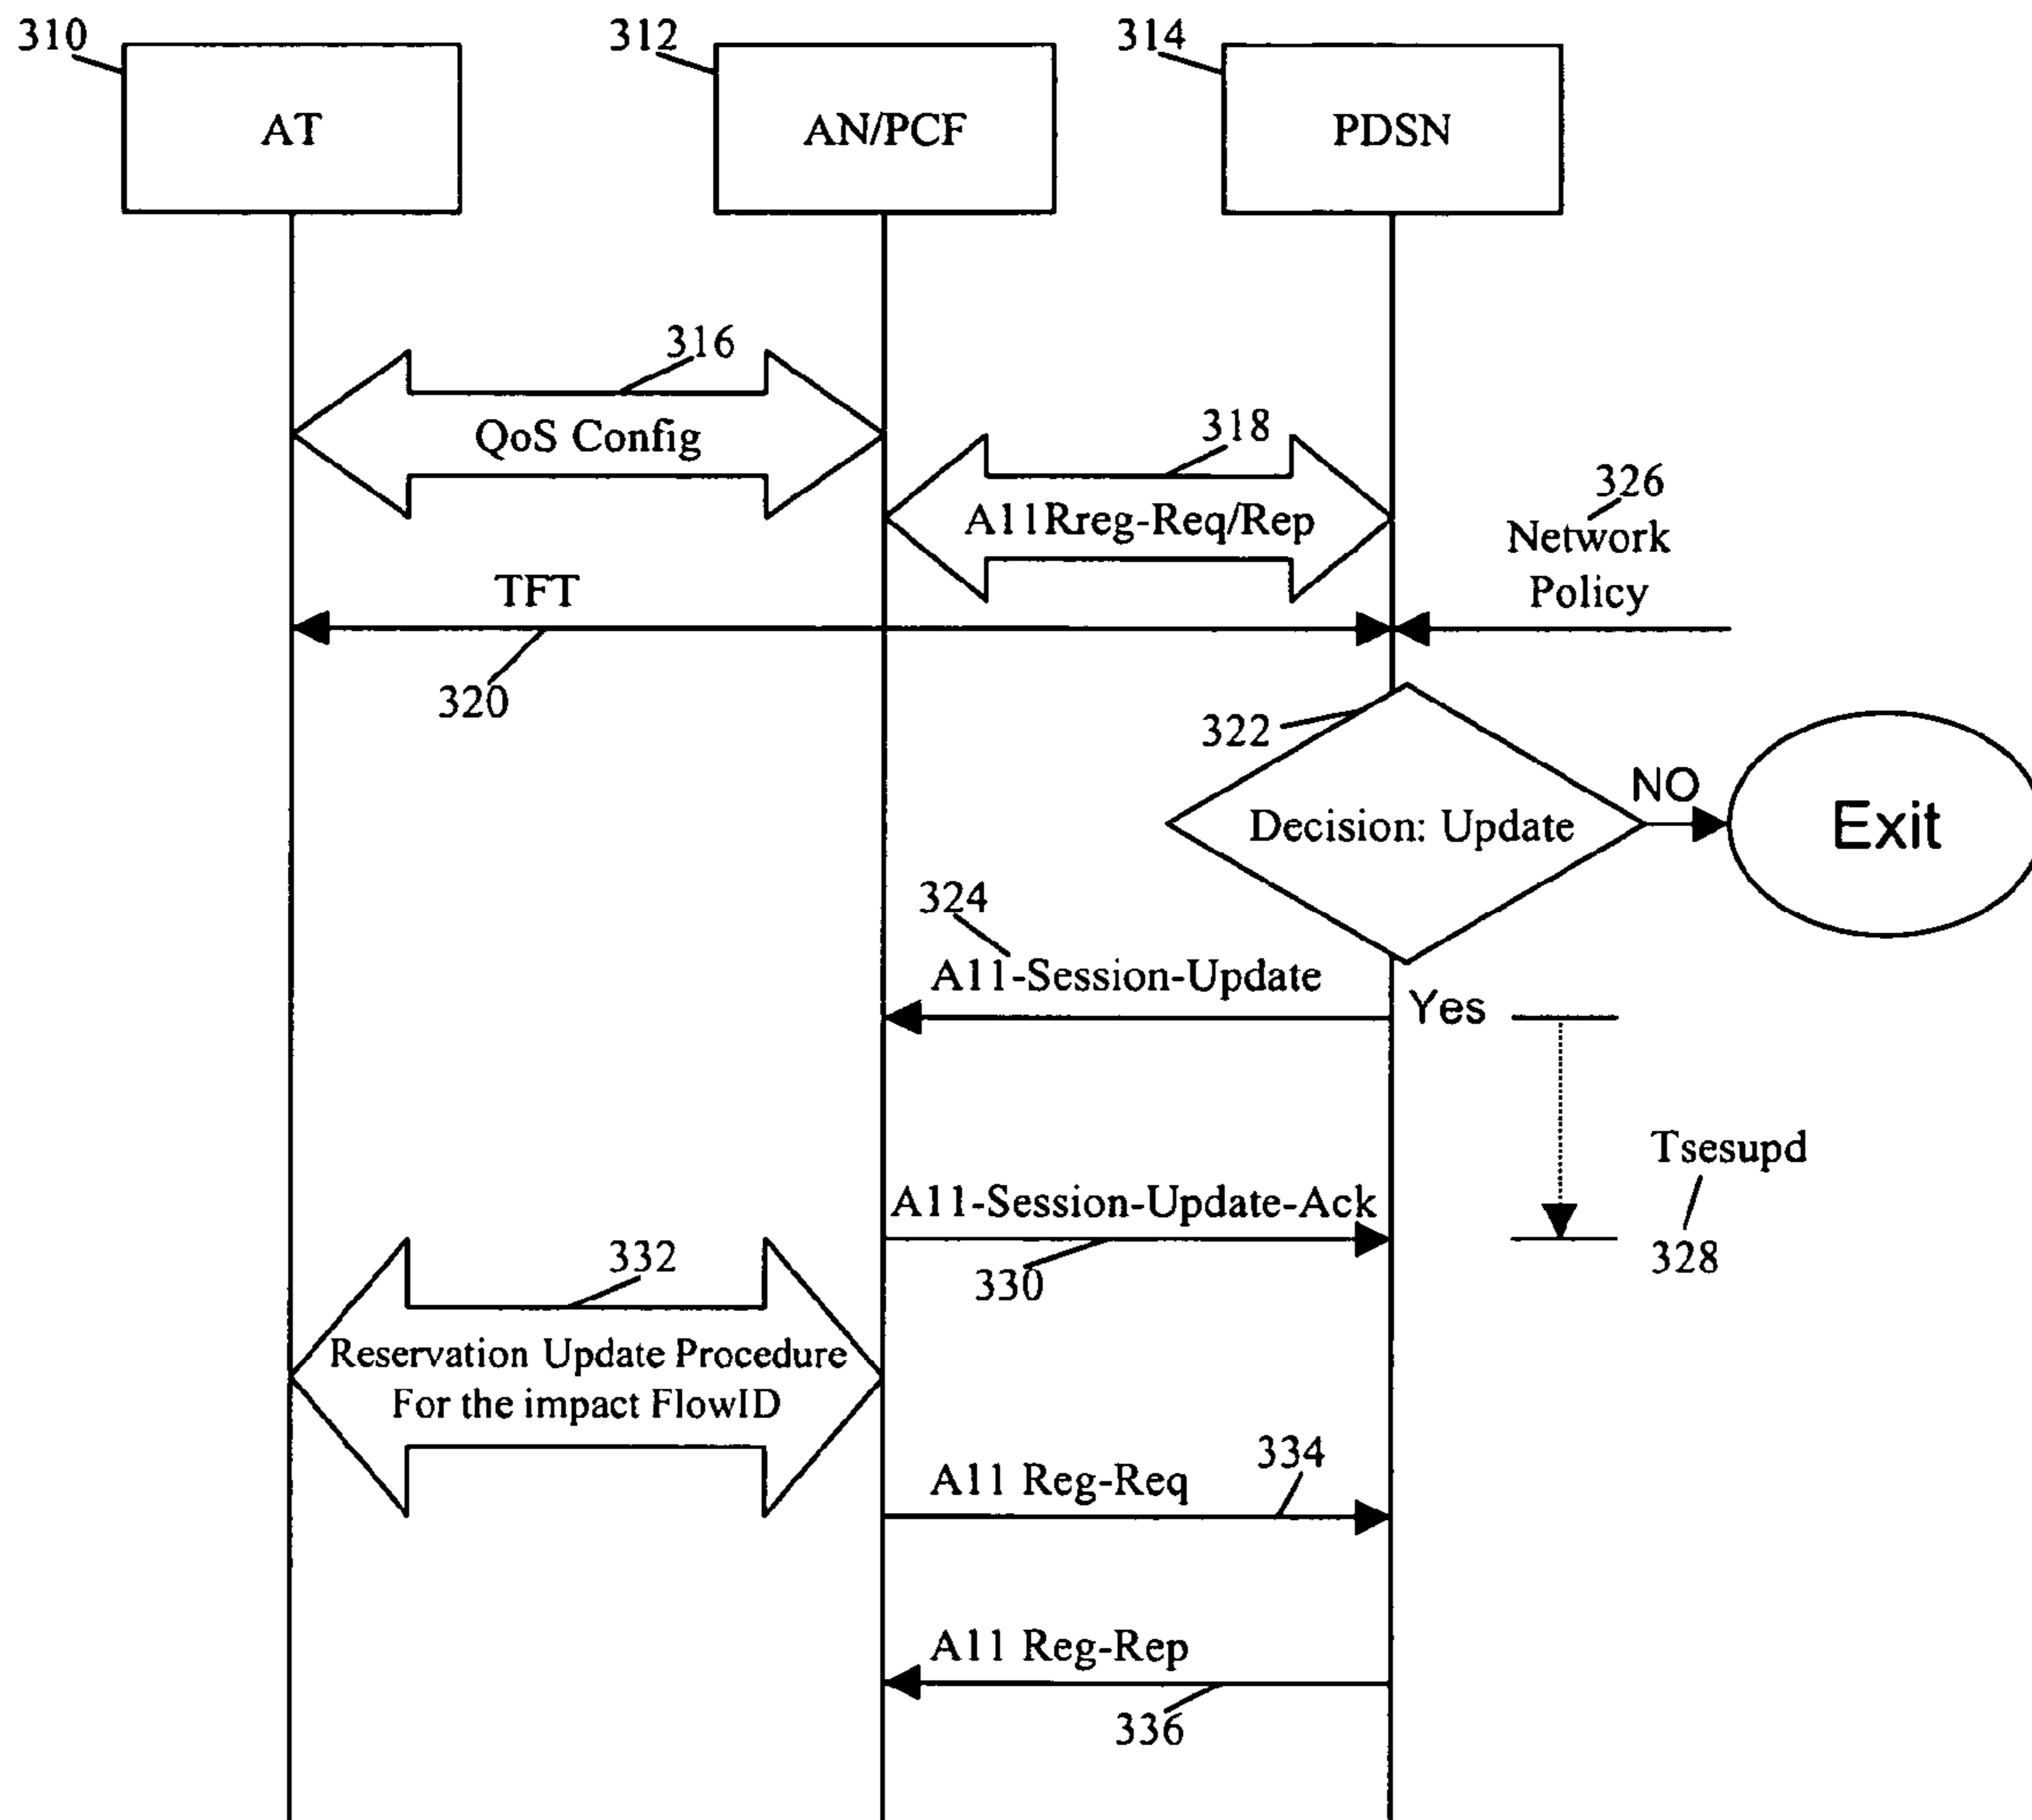 310
312
314
AT
AN/PCF
PDSN
316
QoS Config
318
A11Rreg-Req/Rep
326
Network
Policy
TFT
320
322
Decision: Update
NO
Exit
324
A11-Session-Update
Yes
Tsesupd
328
A11-Session-Update-Ack
330
332
Reservation Update Procedure
For the impact FlowID
334
A11 Reg-Req
A11 Reg-Rep
336